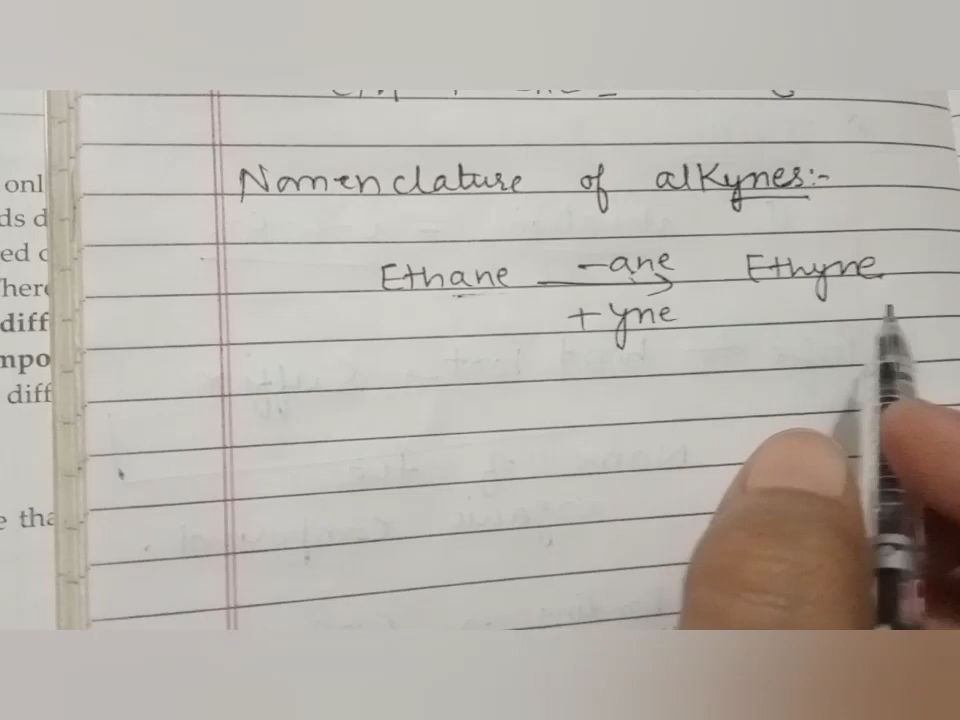 onl
ds d
ed c
here
diff
mpo
diff
e tha
Nomenclature of alkynes:-
Ethane -ane Ethyne
+ yne